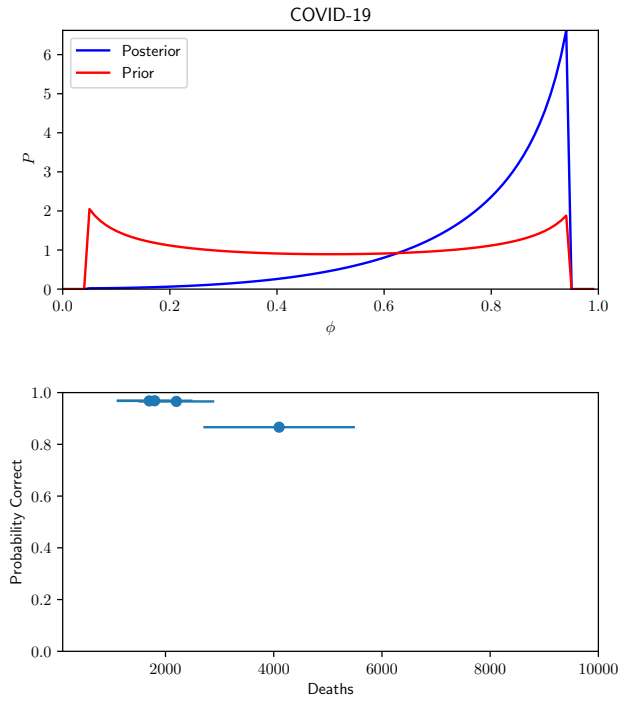 COVID-19
Posterior
Prior
P
6
5
4
3
2
1
0
0.0 0.2 0.4 0.6 0.8 1.0
ϕ
Probability Correct
1.0
0.8
0.6
0.4
0.2
0.0
2000 4000 6000 8000 10000
Deaths